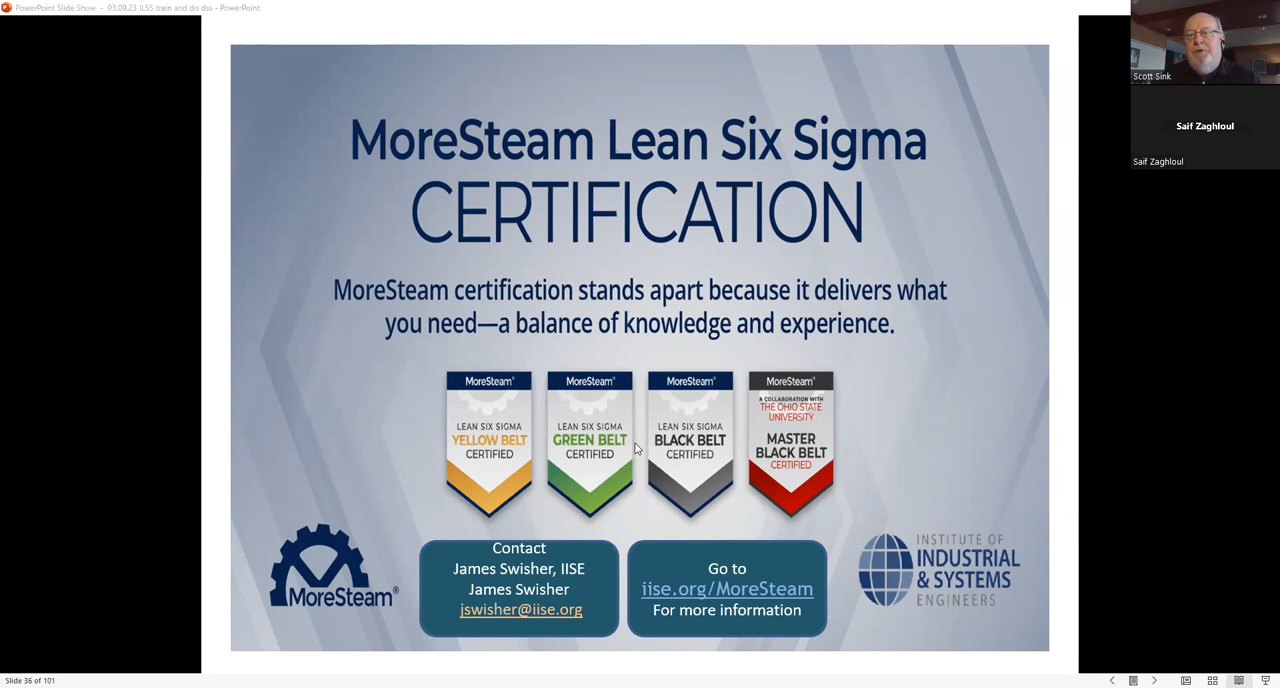 PowerPoint Slide Show - 03.09.23 ILSS train and do dss - PowerPoint
Scott Sink
Saif Zaghloul
Saif Zaghloul
MoreSteam Lean Six Sigma
CERTIFICATION
MoreSteam certification stands apart because it delivers what
you need—a balance of knowledge and experience.
MoreSteam®
LEAN SIX SIGMA
YELLOW BELT
CERTIFIED
MoreSteam®
LEAN SIX SIGMA
GREEN BELT
CERTIFIED
MoreSteam®
LEAN SIX SIGMA
BLACK BELT
CERTIFIED
MoreSteam®
A COLLABORATION WITH
THE OHIO STATE
UNIVERSITY
MASTER
BLACK BELT
CERTIFIED
MoreSteam®
Contact
James Swisher, IISE
James Swisher
jswisher@iise.org
Go to
iise.org/MoreSteam
For more information
INSTITUTE OF
INDUSTRIAL
& SYSTEMS
ENGINEERS
Slide 36 of 101